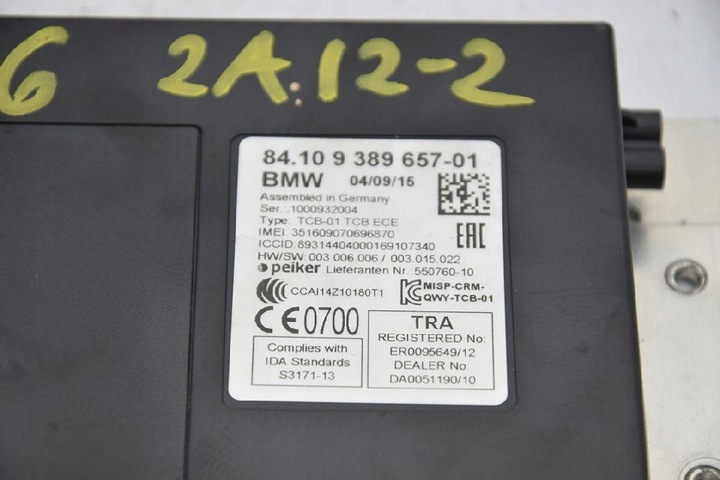 6 2A:12-2
84.10 9 389 657-01
BMW 04/09/15
Assembled in Germany
Ser.:1000932004
Type: TCB-01 TCB ECE
IMEI: 351609070696870
ICCID:89314404000169107340
HW/SW: 003.006.006 / 003.015.022
peiker Lieferanten Nr. 550760-10
EAC
CCC CCAI14Z10160T1
MISP-CRM-
QWY-TCB-01
CE0700
Complies with
IDA Standards
S3171-13
TRA
REGISTERED No:
ER0095649/12
DEALER No:
DA0051190/10